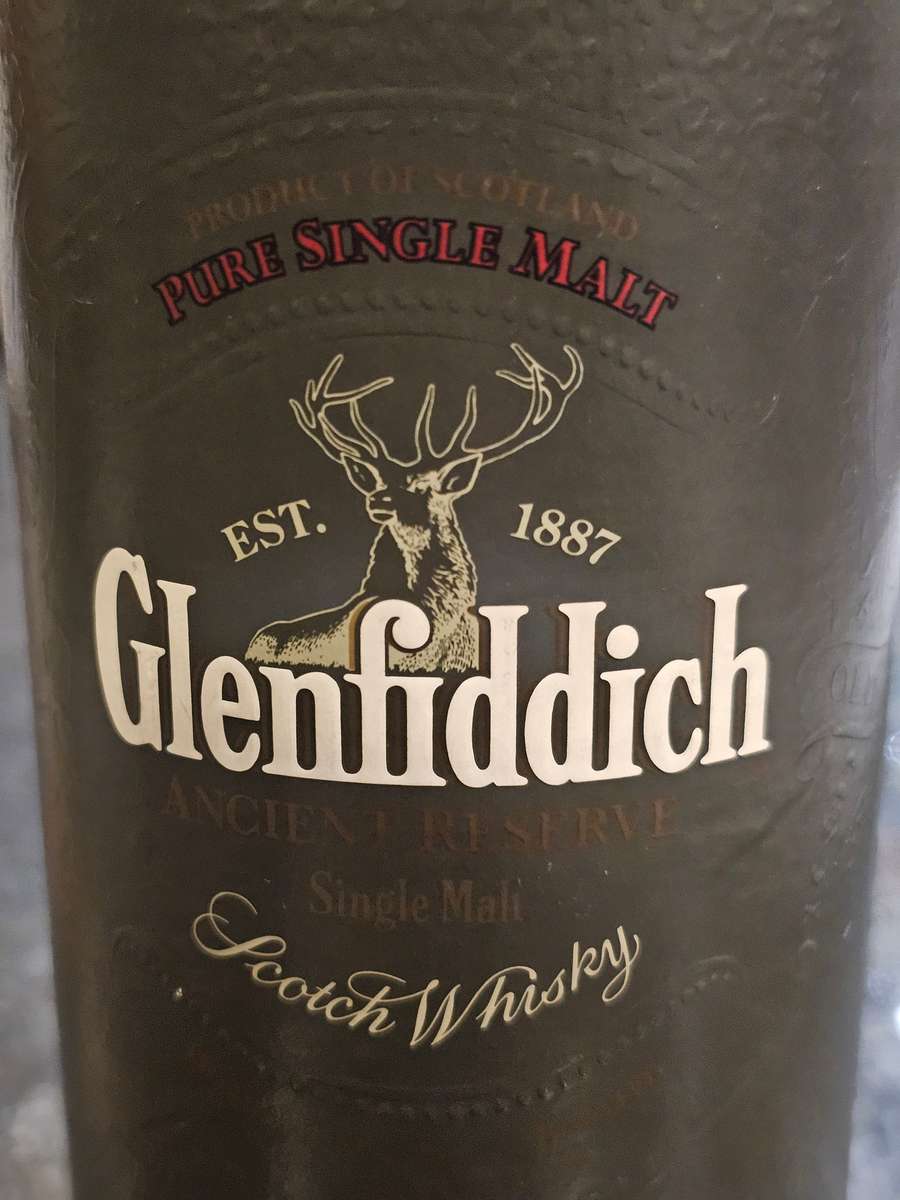 PRODUCT OF SCOTLAND
PURE SINGLE MALT
EST. 1887
Glenfiddich
ANCIENT RESERVE
Single Malt
Scotch Whisky